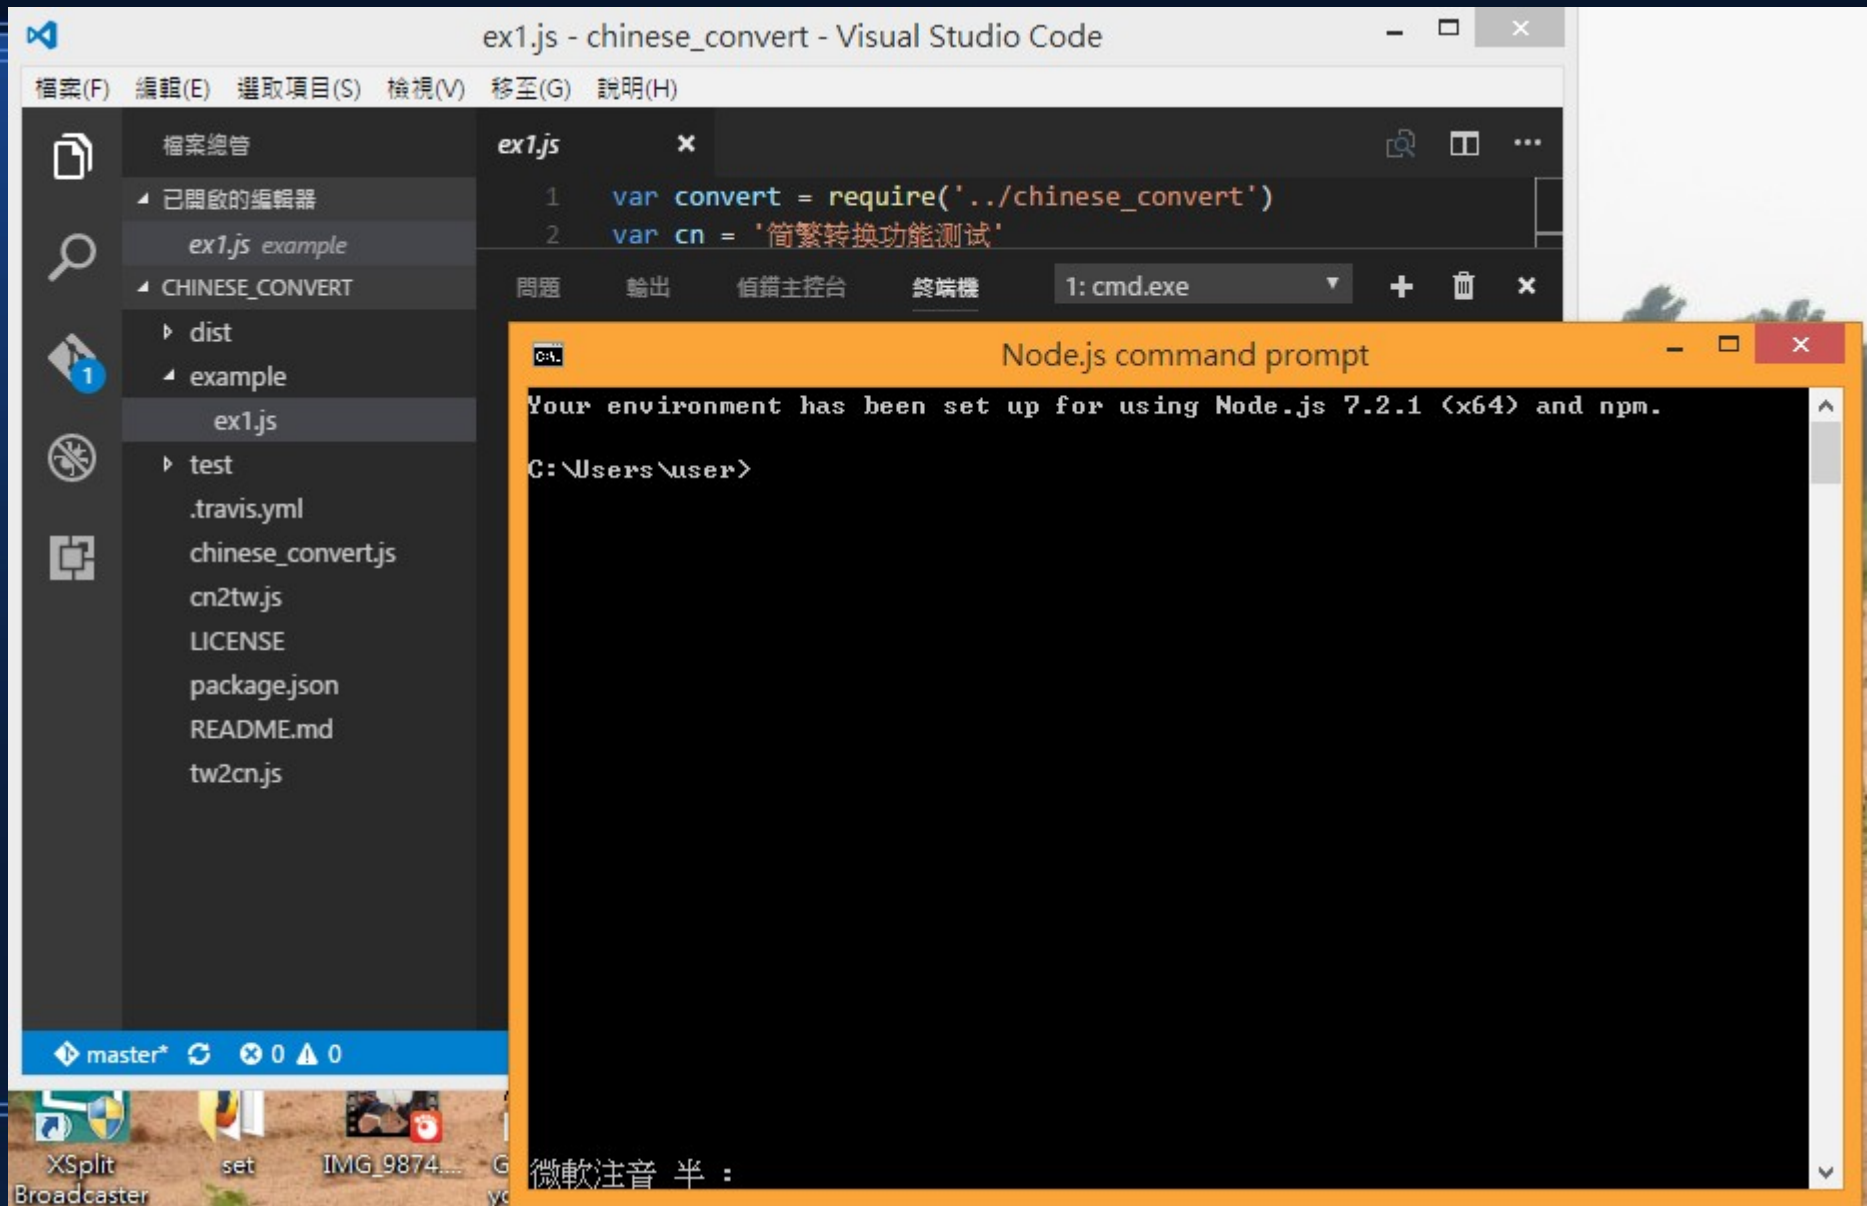 ex1.js - chinese_convert - Visual Studio Code
檔案(F) 編輯(E) 選取項目(S) 檢視(V) 移至(G) 說明(H)
檔案總管
已開啟的編輯器
ex1.js example
CHINESE_CONVERT
dist
example
ex1.js
test
.travis.yml
chinese_convert.js
cn2tw.js
LICENSE
package.json
README.md
tw2cn.js
ex1.js
1 var convert = require('../chinese_convert')
2 var cn = '简繁转换功能测试'
問題 輸出 偵錯主控台 終端機 1: cmd.exe
Node.js command prompt
Your environment has been set up for using Node.js 7.2.1 (x64) and npm.
C:\Users\user>
微軟注音 半 :
1
master* 0 0
XSplit Broadcaster
set
IMG_9874....